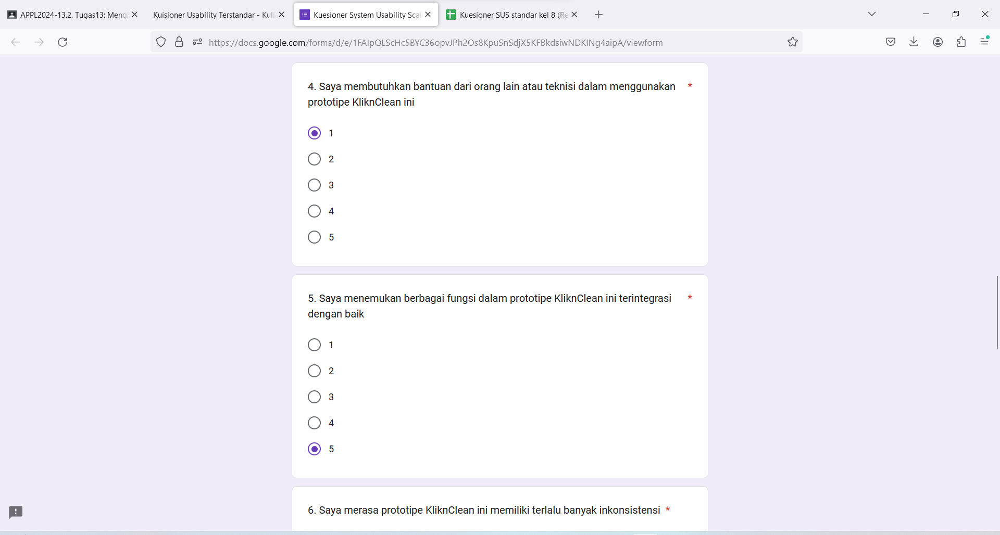 APPL2024-13.2. Tugas13: Mengh
Kuisioner Usability Terstandar - Kuli
Kuesioner System Usability Scal
Kuesioner SUS standar kel 8 (Re
https://docs.google.com/forms/d/e/1FAIpQLScHc5BYC36opvJPh2Os8KpuSnSdjX5KFBkdsiwNDKINg4aipA/viewform
4. Saya membutuhkan bantuan dari orang lain atau teknisi dalam menggunakan *
prototipe KliknClean ini
1
2
3
4
5
5. Saya menemukan berbagai fungsi dalam prototipe KliknClean ini terintegrasi *
dengan baik
1
2
3
4
5
6. Saya merasa prototipe KliknClean ini memiliki terlalu banyak inkonsistensi *